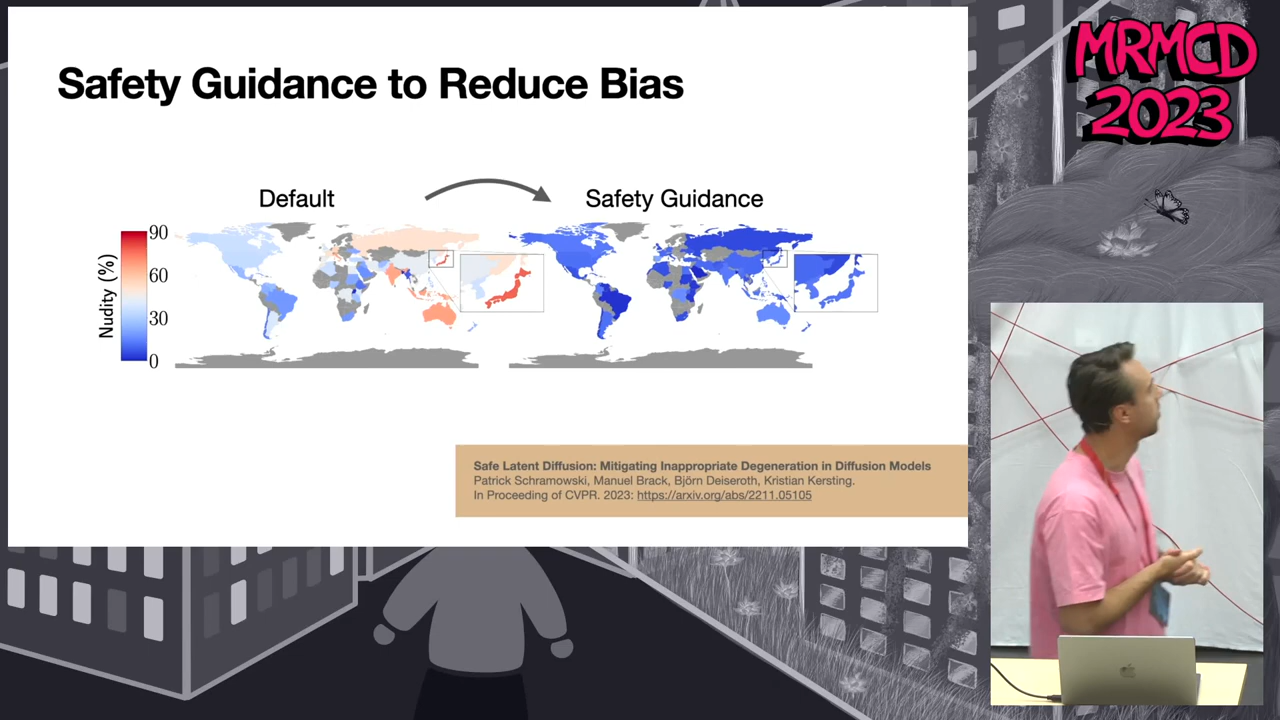 Safety Guidance to Reduce Bias
Default
Safety Guidance
Nudity (%)
90
60
30
0
Safe Latent Diffusion: Mitigating Inappropriate Degeneration in Diffusion Models
Patrick Schramowski, Manuel Brack, Björn Deiseroth, Kristian Kersting.
In Proceeding of CVPR. 2023: https://arxiv.org/abs/2211.05105
MRMCD
2023